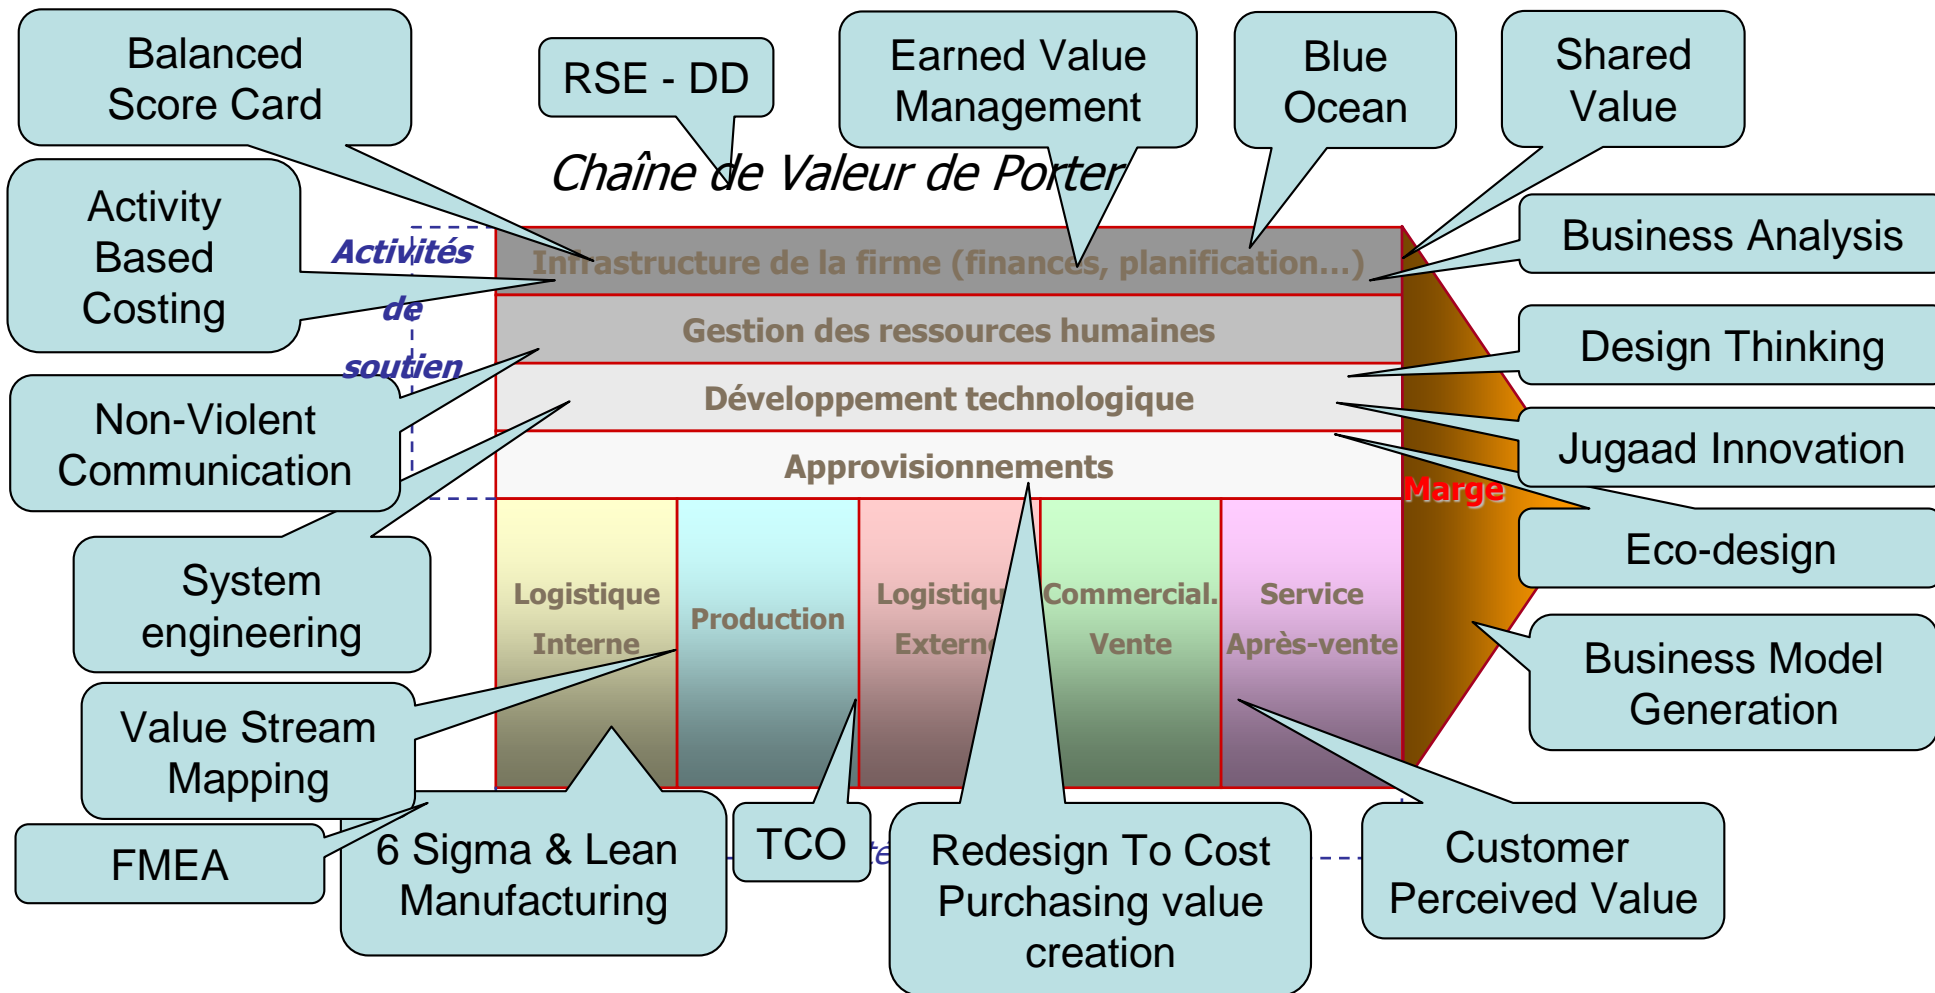 Balanced
Score Card
RSE - DD
Earned Value
Management
Blue
Ocean
Shared
Value
Chaîne de Valeur de Porter
Activity
Based
Costing
Activités
de
soutien
Infrastructure de la firme (finances, planification...)
Business Analysis
Gestion des ressources humaines
Design Thinking
Développement technologique
Non-Violent
Communication
Approvisionnements
Jugaad Innovation
Marge
Eco-design
System
engineering
Logistique
Interne
Production
Logistique
Externe
Commercial.
Vente
Service
Après-vente
Business Model
Generation
Value Stream
Mapping
FMEA
6 Sigma & Lean
Manufacturing
TCO
Redesign To Cost
Purchasing value
creation
Customer
Perceived Value